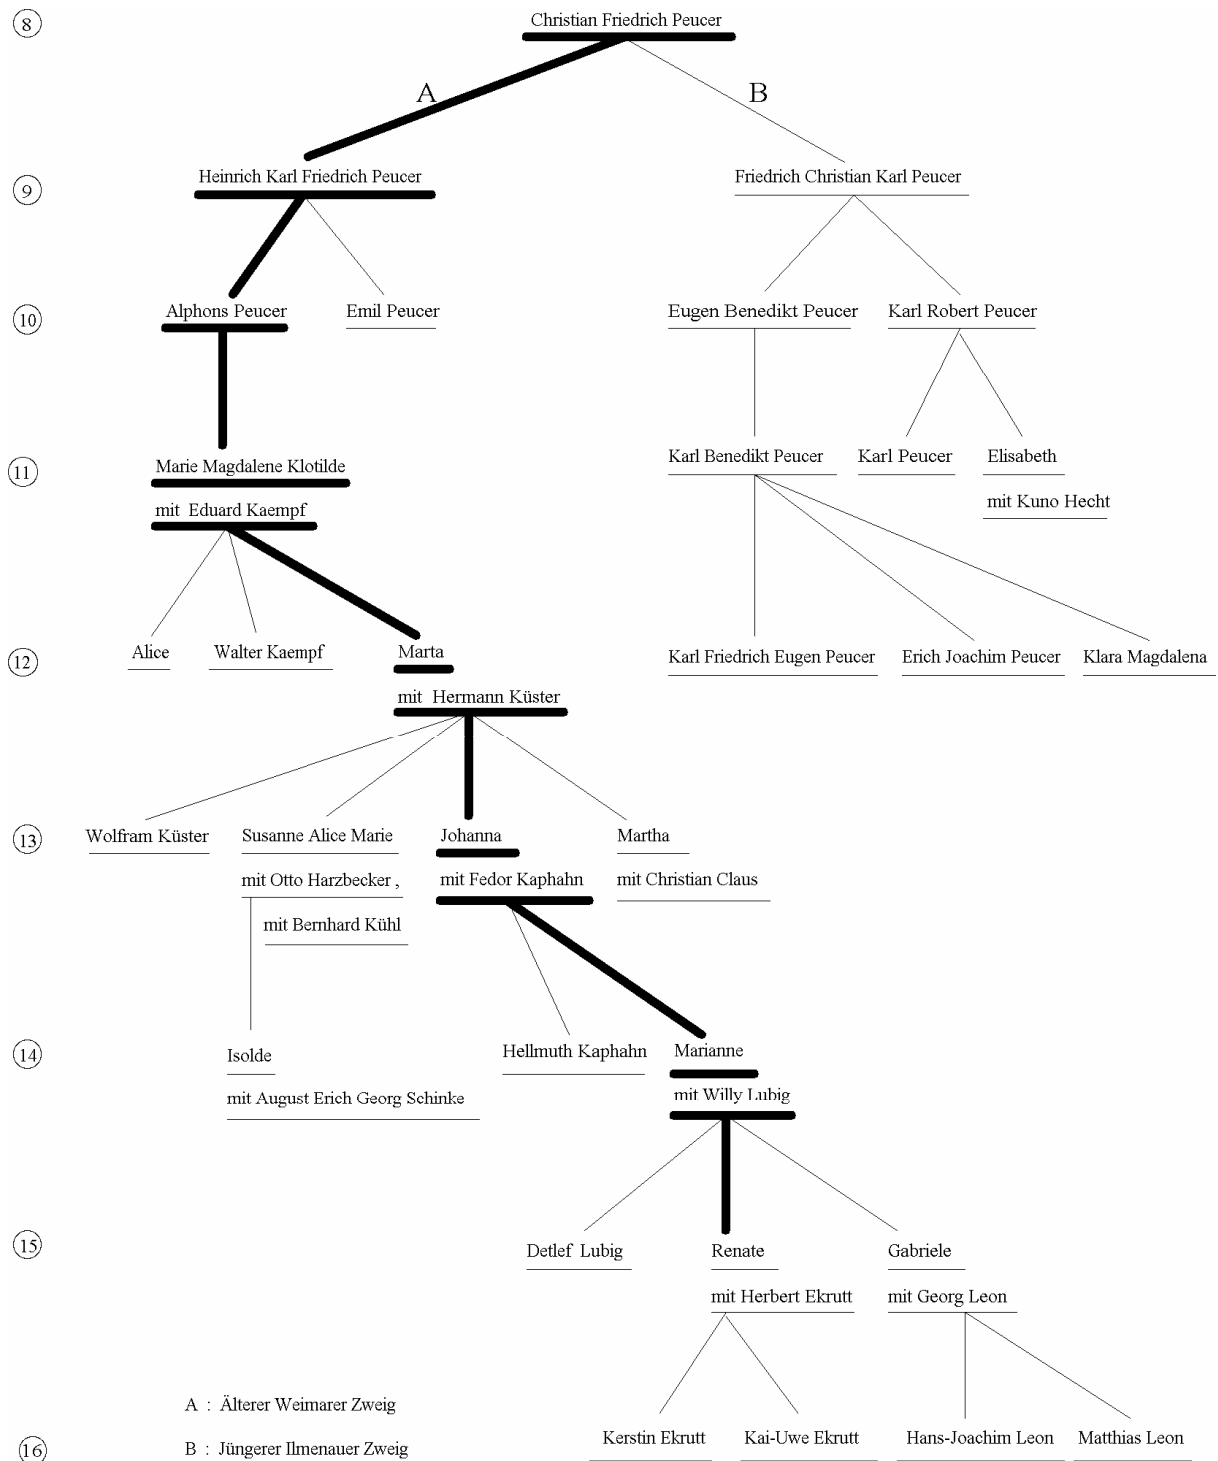 8
Christian Friedrich Peucer
A
B
9
Heinrich Karl Friedrich Peucer
Friedrich Christian Karl Peucer
10
Alphons Peucer
Emil Peucer
Eugen Benedikt Peucer
Karl Robert Peucer
11
Marie Magdalene Klotilde
mit Eduard Kaempf
Karl Benedikt Peucer
Karl Peucer
Elisabeth
mit Kuno Hecht
12
Alice
Walter Kaempf
Marta
mit Hermann Küster
Karl Friedrich Eugen Peucer
Erich Joachim Peucer
Klara Magdalena
13
Wolfram Küster
Susanne Alice Marie
mit Otto Harzbecker ,
mit Bernhard Kühl
Johanna
mit Fedor Kaphahn
Martha
mit Christian Claus
14
Isolde
mit August Erich Georg Schinke
Hellmuth Kaphahn
Marianne
mit Willy Lubig
15
Detlef Lubig
Renate
mit Herbert Ekrutt
Gabriele
mit Georg Leon
A : Älterer Weimarer Zweig
16
B : Jüngerer Ilmenauer Zweig
Kerstin Ekrutt
Kai-Uwe Ekrutt
Hans-Joachim Leon
Matthias Leon